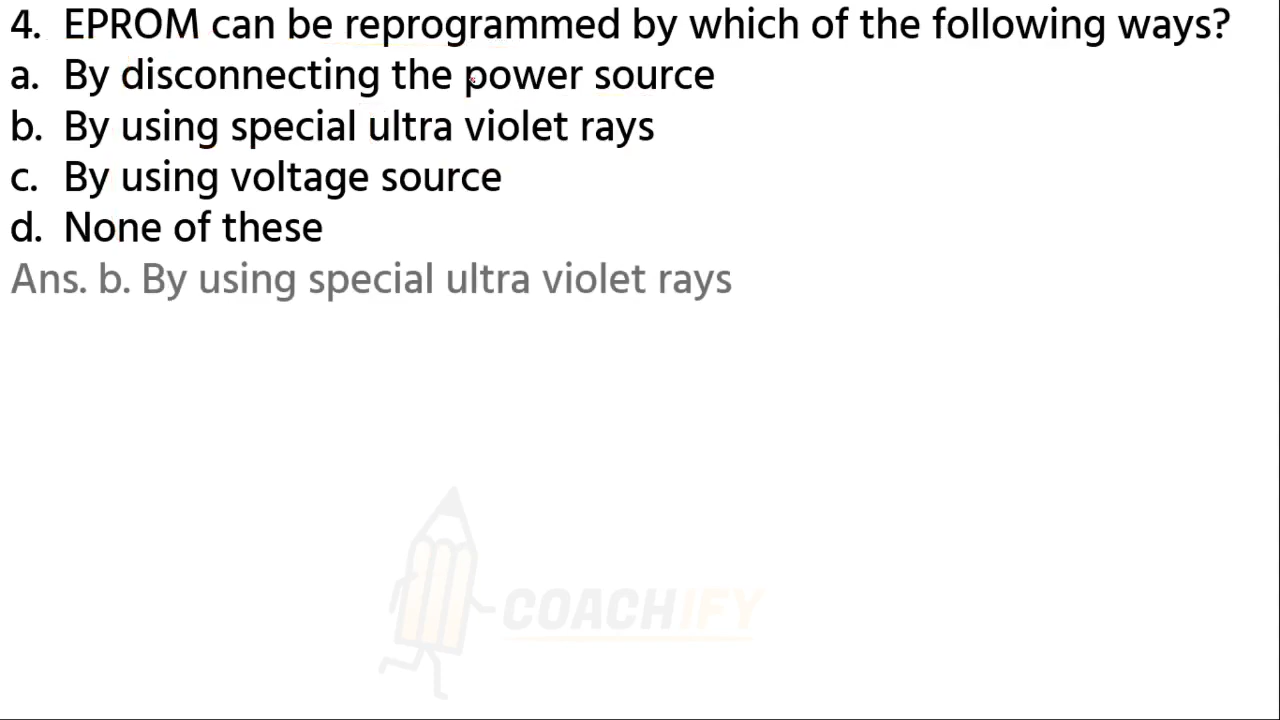 4. EPROM can be reprogrammed by which of the following ways?
a. By disconnecting the power source
b. By using special ultra violet rays
c. By using voltage source
d. None of these
Ans. b. By using special ultra violet rays
COACHIFY